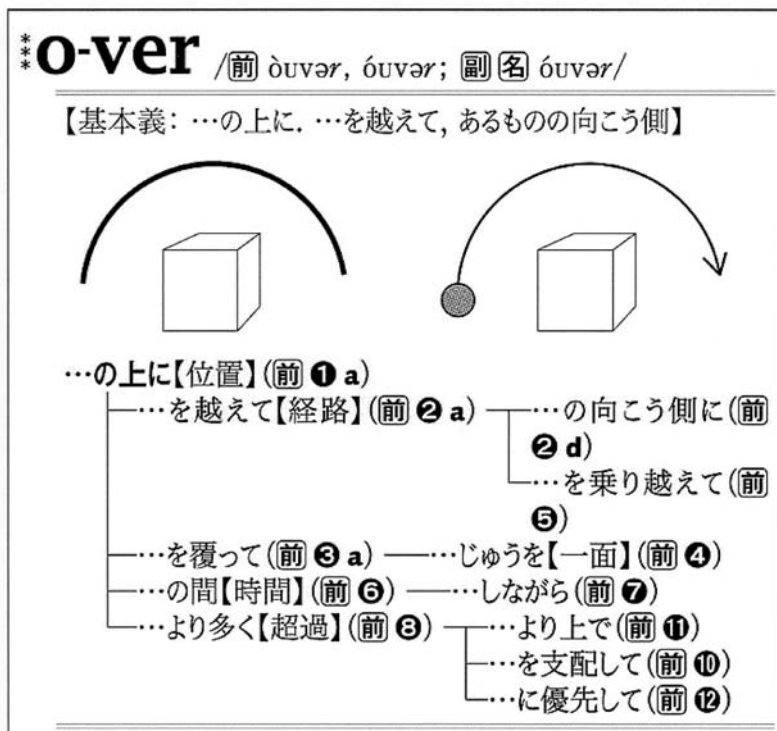 ***o-ver /前 òuvər, óuvər; 副 名 óuvər/
【基本義: …の上に. …を越えて, あるものの向こう側】
…の上に【位置】(前 ❶ a)
…を越えて【経路】(前 ❷ a) …の向こう側に(前
❷ d)
…を乗り越えて(前
❺)
…を覆って(前 ❸ a) …じゅうを【一面】(前 ❹)
…の間【時間】(前 ❻) …しながら(前 ❼)
…より多く【超過】(前 ❽) …より上で(前 ⓫)
…を支配して(前 ❿)
…に優先して(前 ⓬)